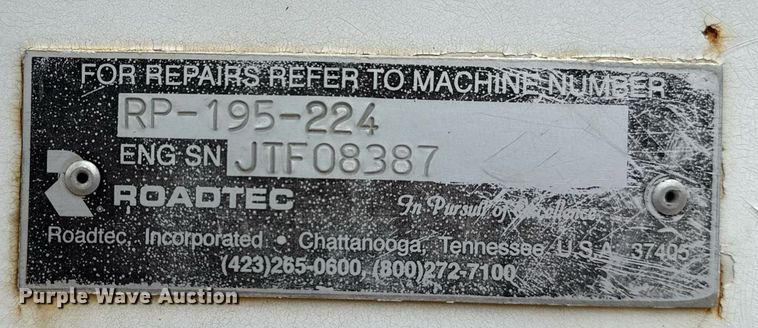 FOR REPAIRS REFER TO MACHINE NUMBER
RP-195-224
ENG SN JTF08387
R
ROADTEC In Pursuit of Excellence
Roadtec, Incorporated • Chattanooga, Tennessee U.S.A. 37405
(423)265-0600, (800)272-7100
Purple Wave Auction